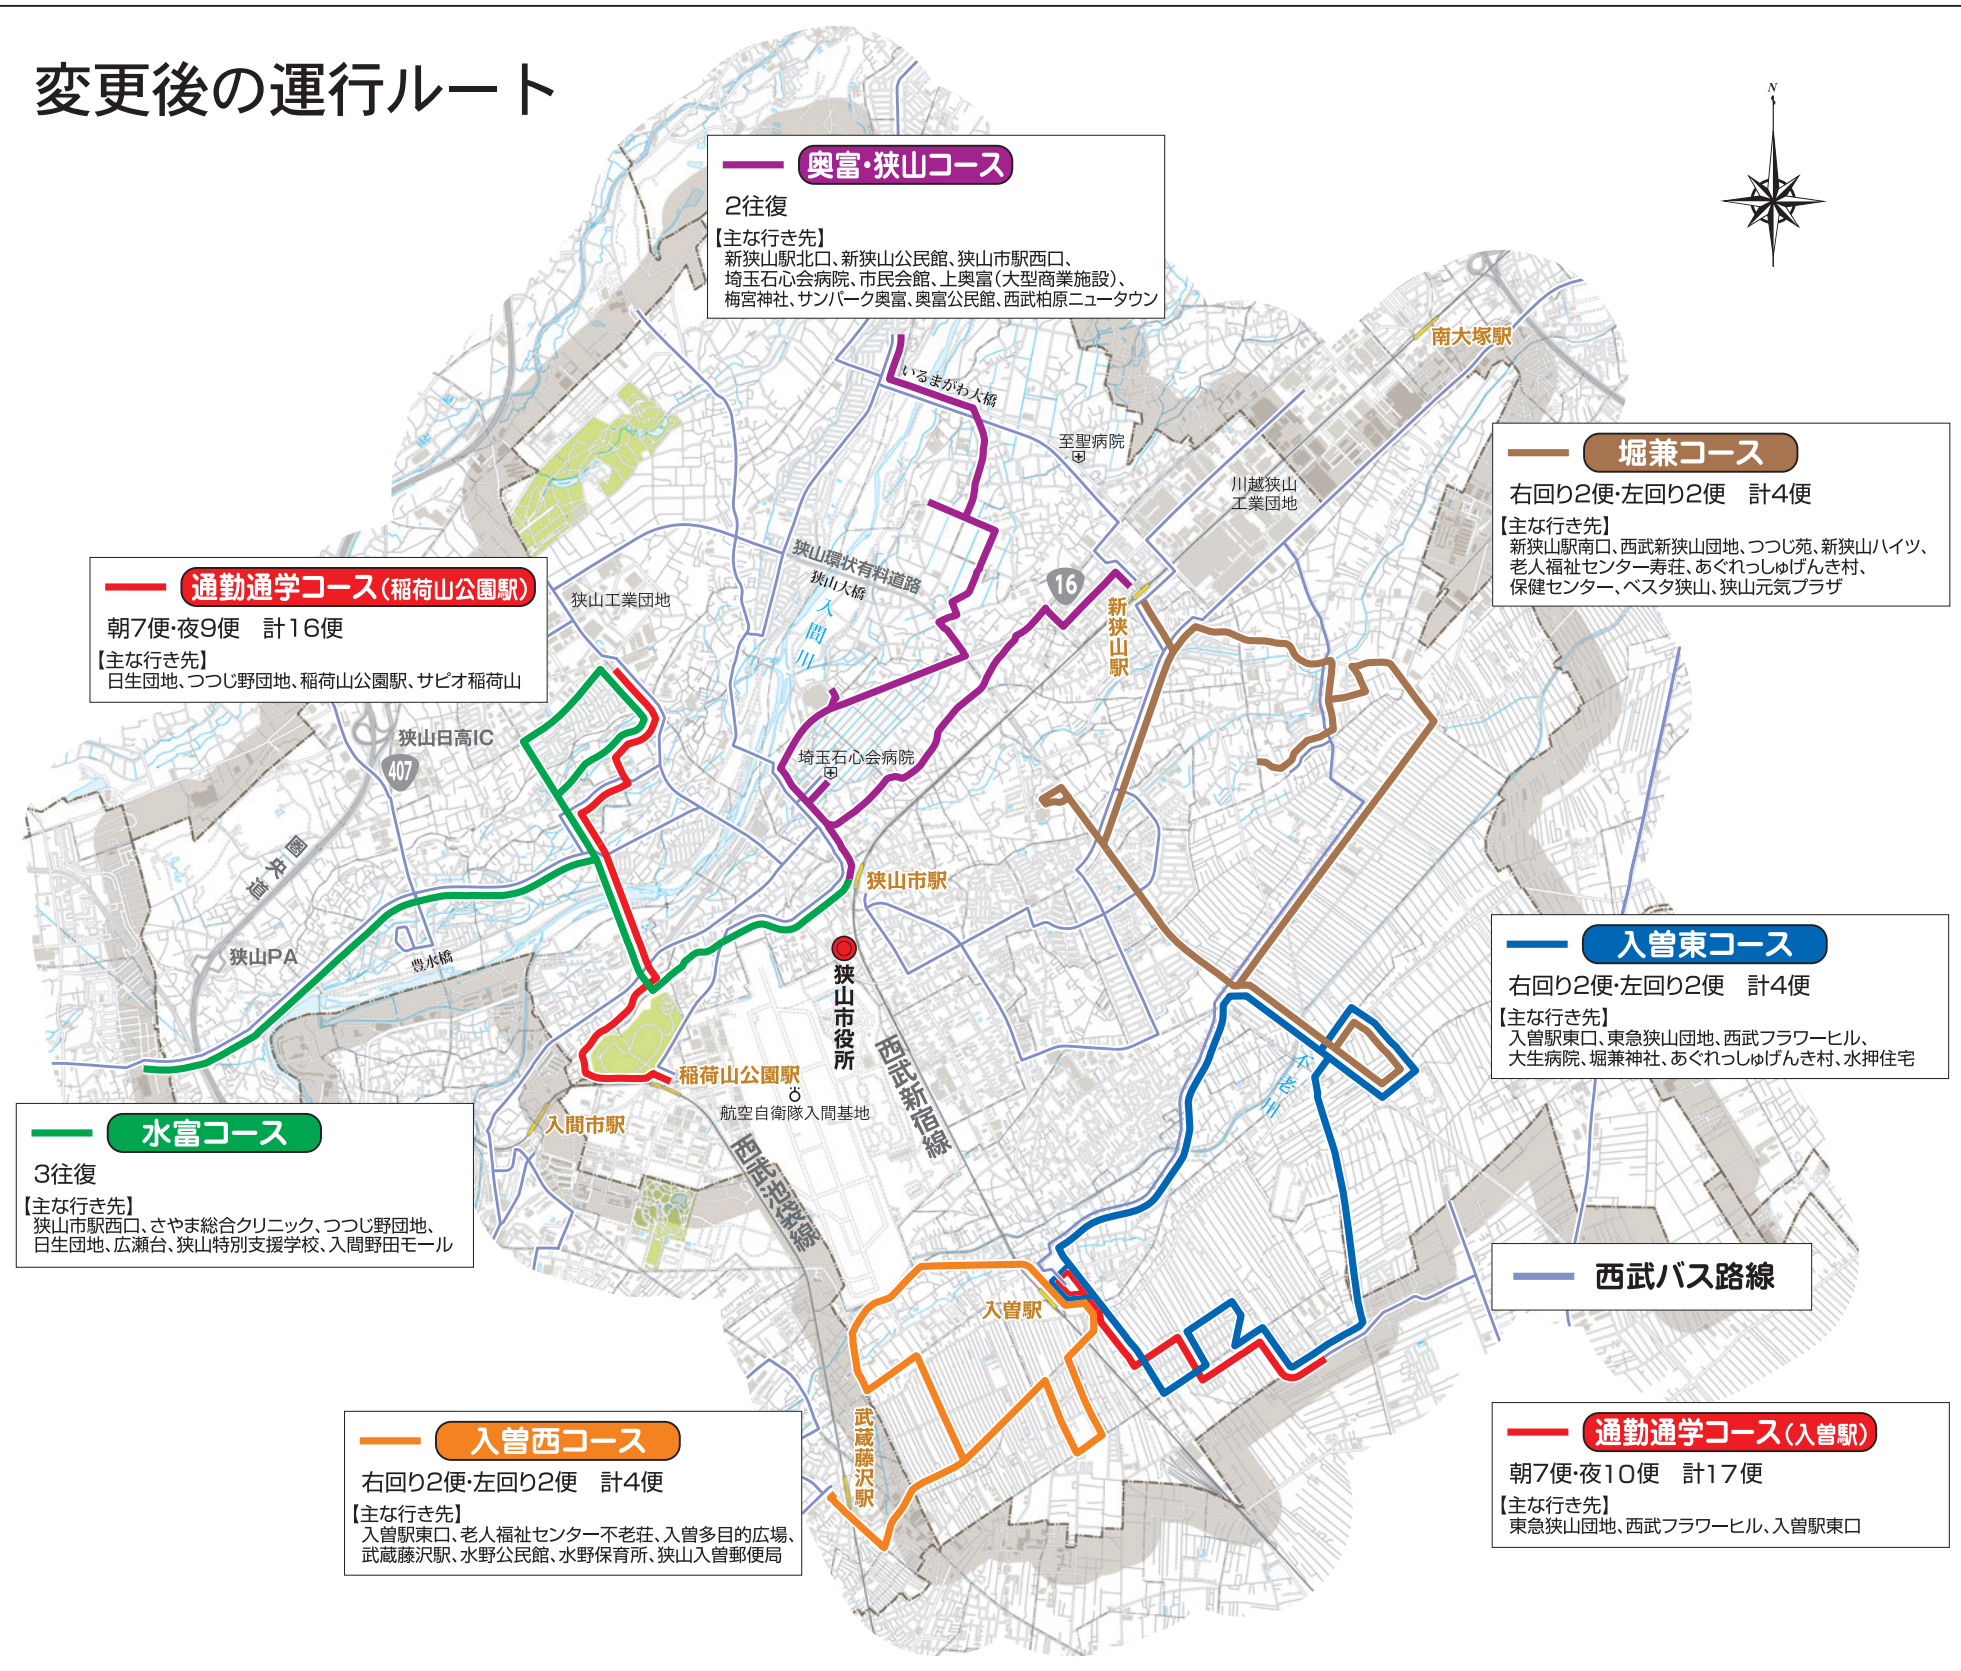 変更後の運行ルート
N
奥富・狭山コース
2往復
【主な行き先】
新狭山駅北口、新狭山公民館、狭山市駅西口、
埼玉石心会病院、市民会館、上奥富（大型商業施設）、
梅宮神社、サンパーク奥富、奥富公民館、西武柏原ニュータウン
南大塚駅
いるまがわ大橋
至聖病院
川越狭山
工業団地
堀兼コース
右回り2便・左回り2便　計4便
【主な行き先】
新狭山駅南口、西武新狭山団地、つつじ苑、新狭山ハイツ、
老人福祉センター寿荘、あぐれっしゅげんき村、
保健センター、ベスタ狭山、狭山元気プラザ
狭山環状有料道路
狭山大橋
入間川
16
新狭山駅
通勤通学コース（稲荷山公園駅）
朝7便・夜9便　計16便
【主な行き先】
日生団地、つつじ野団地、稲荷山公園駅、サピオ稲荷山
狭山工業団地
狭山日高IC
407
埼玉石心会病院
圏央道
狭山市駅
狭山PA
豊水橋
狭山市役所
入曽東コース
右回り2便・左回り2便　計4便
【主な行き先】
入曽駅東口、東急狭山団地、西武フラワーヒル、
大生病院、堀兼神社、あぐれっしゅげんき村、水押住宅
不老川
西武新宿線
稲荷山公園駅
航空自衛隊入間基地
入間市駅
西武池袋線
水富コース
3往復
【主な行き先】
狭山市駅西口、さやま総合クリニック、つつじ野団地、
日生団地、広瀬台、狭山特別支援学校、入間野田モール
西武バス路線
入曽駅
武蔵藤沢駅
入曽西コース
右回り2便・左回り2便　計4便
【主な行き先】
入曽駅東口、老人福祉センター不老荘、入曽多目的広場、
武蔵藤沢駅、水野公民館、水野保育所、狭山入曽郵便局
通勤通学コース（入曽駅）
朝7便・夜10便　計17便
【主な行き先】
東急狭山団地、西武フラワーヒル、入曽駅東口